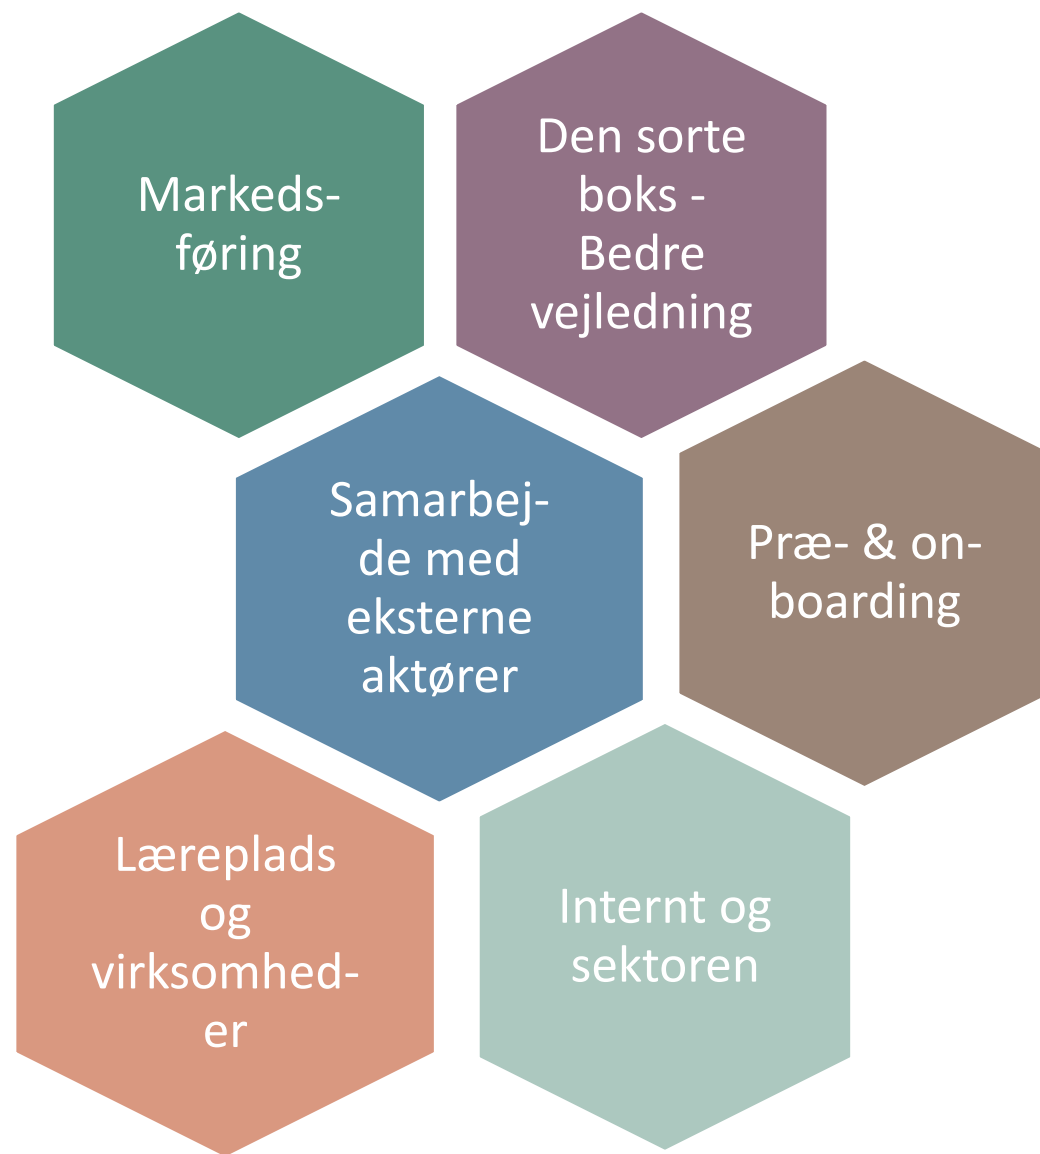 Markeds-
føring
Den sorte
boks -
Bedre
vejledning
Samarbej-
de med
eksterne
aktører
Præ- & on-
boarding
Læreplads
og
virksomhed-
er
Internt og
sektoren